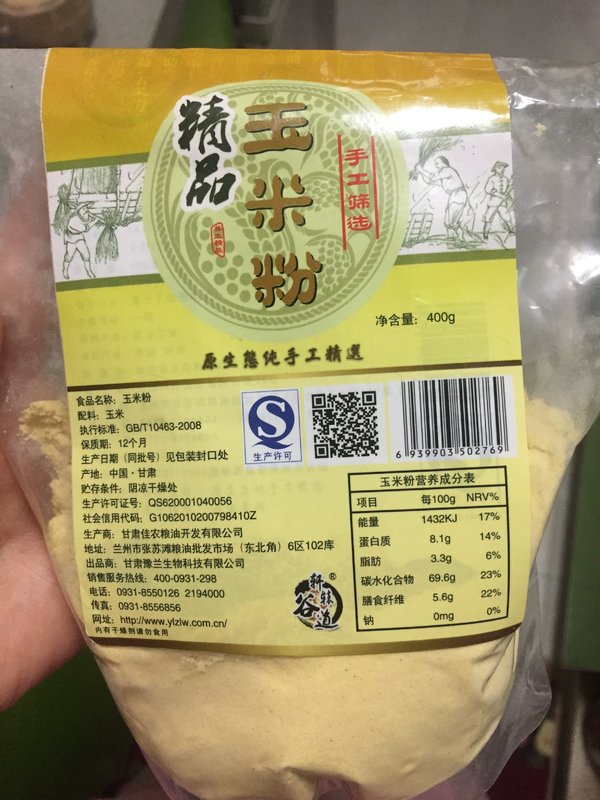 精品
玉米粉
手工筛选
净含量: 400g
原生態纯手工精選
食品名称: 玉米粉
配料: 玉米
执行标准: GB/T10463-2008
保质期: 12个月
生产日期 (同批号) 见包装封口处
产地: 中国·甘肃
贮存条件: 阴凉干燥处
生产许可证号: QS620001040056
社会信用代码: G1062010200798410Z
生产商: 甘肃佳农粮油开发有限公司
地址: 兰州市张苏滩粮油批发市场 (东北角) 6区102库
出品商: 甘肃豫兰生物科技有限公司
销售服务热线: 400-0931-298
电话: 0931-8550126 2194000
传真: 0931-8556856
网址: http://www.ylziw.com.cn/
内有干燥剂请勿食用
生产许可
6 939903 502769
玉米粉营养成分表
项目 每100g NRV%
能量 1432KJ 17%
蛋白质 8.1g 14%
脂肪 3.3g 6%
碳水化合物 69.6g 23%
膳食纤维 5.6g 22%
钠 0mg 0%